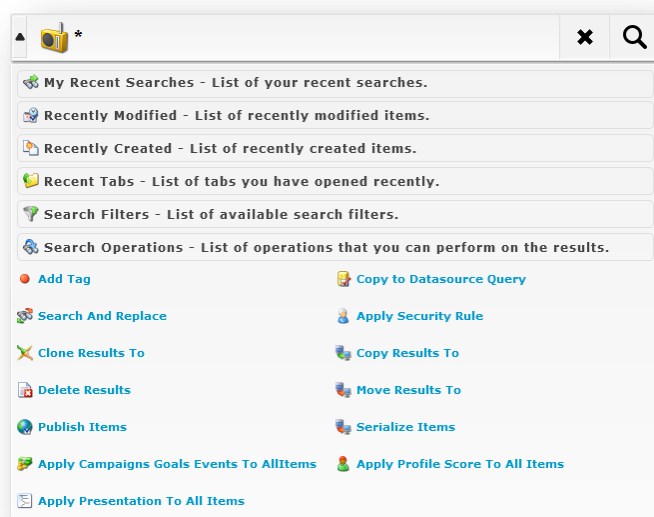 *
My Recent Searches - List of your recent searches.
Recently Modified - List of recently modified items.
Recently Created - List of recently created items.
Recent Tabs - List of tabs you have opened recently.
Search Filters - List of available search filters.
Search Operations - List of operations that you can perform on the results.
Add Tag
Copy to Datasource Query
Search And Replace
Apply Security Rule
Clone Results To
Copy Results To
Delete Results
Move Results To
Publish Items
Serialize Items
Apply Campaigns Goals Events To AllItems
Apply Profile Score To All Items
Apply Presentation To All Items